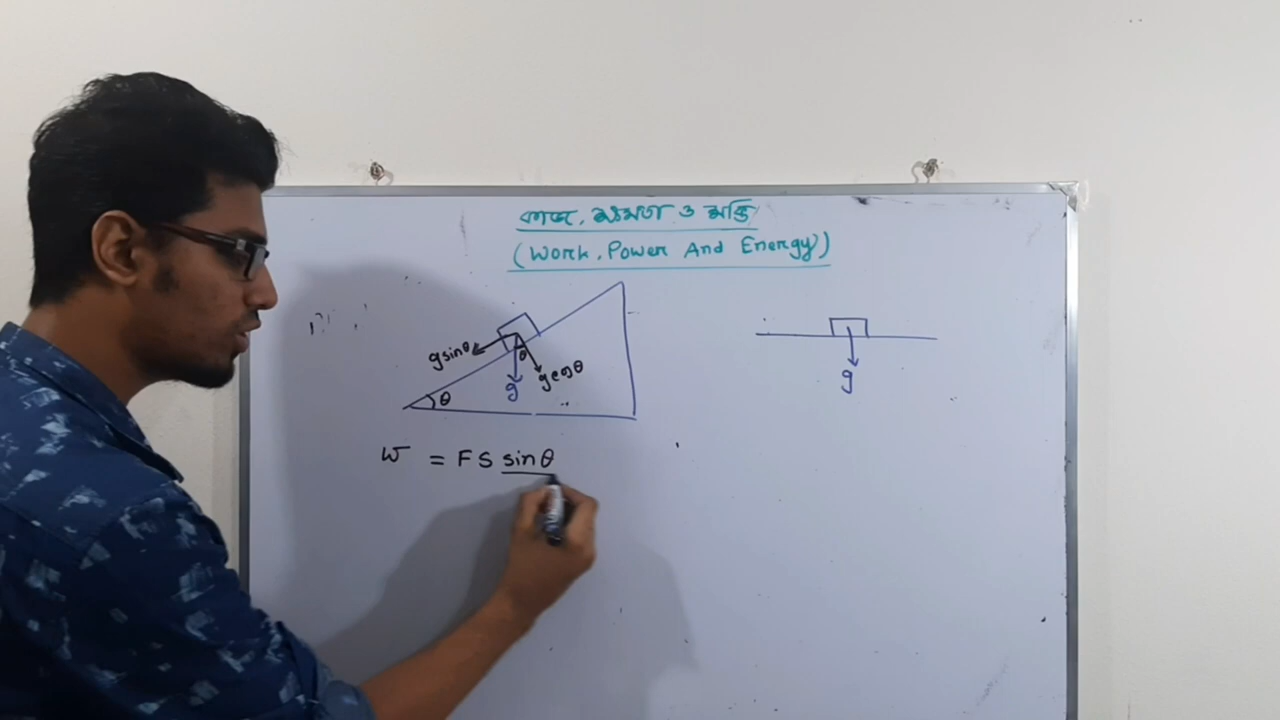 কাজ, ক্ষমতা ও শক্তি
(Work, Power And Energy)
gsinθ
θ
g
gcosθ
θ
g
W = FS sinθ